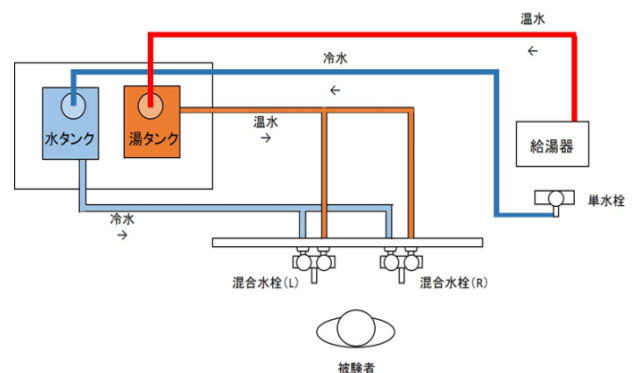 温水
←
冷水
←
水タンク
湯タンク
温水
→
給湯器
単水栓
冷水
→
混合水栓(L)
混合水栓(R)
被験者